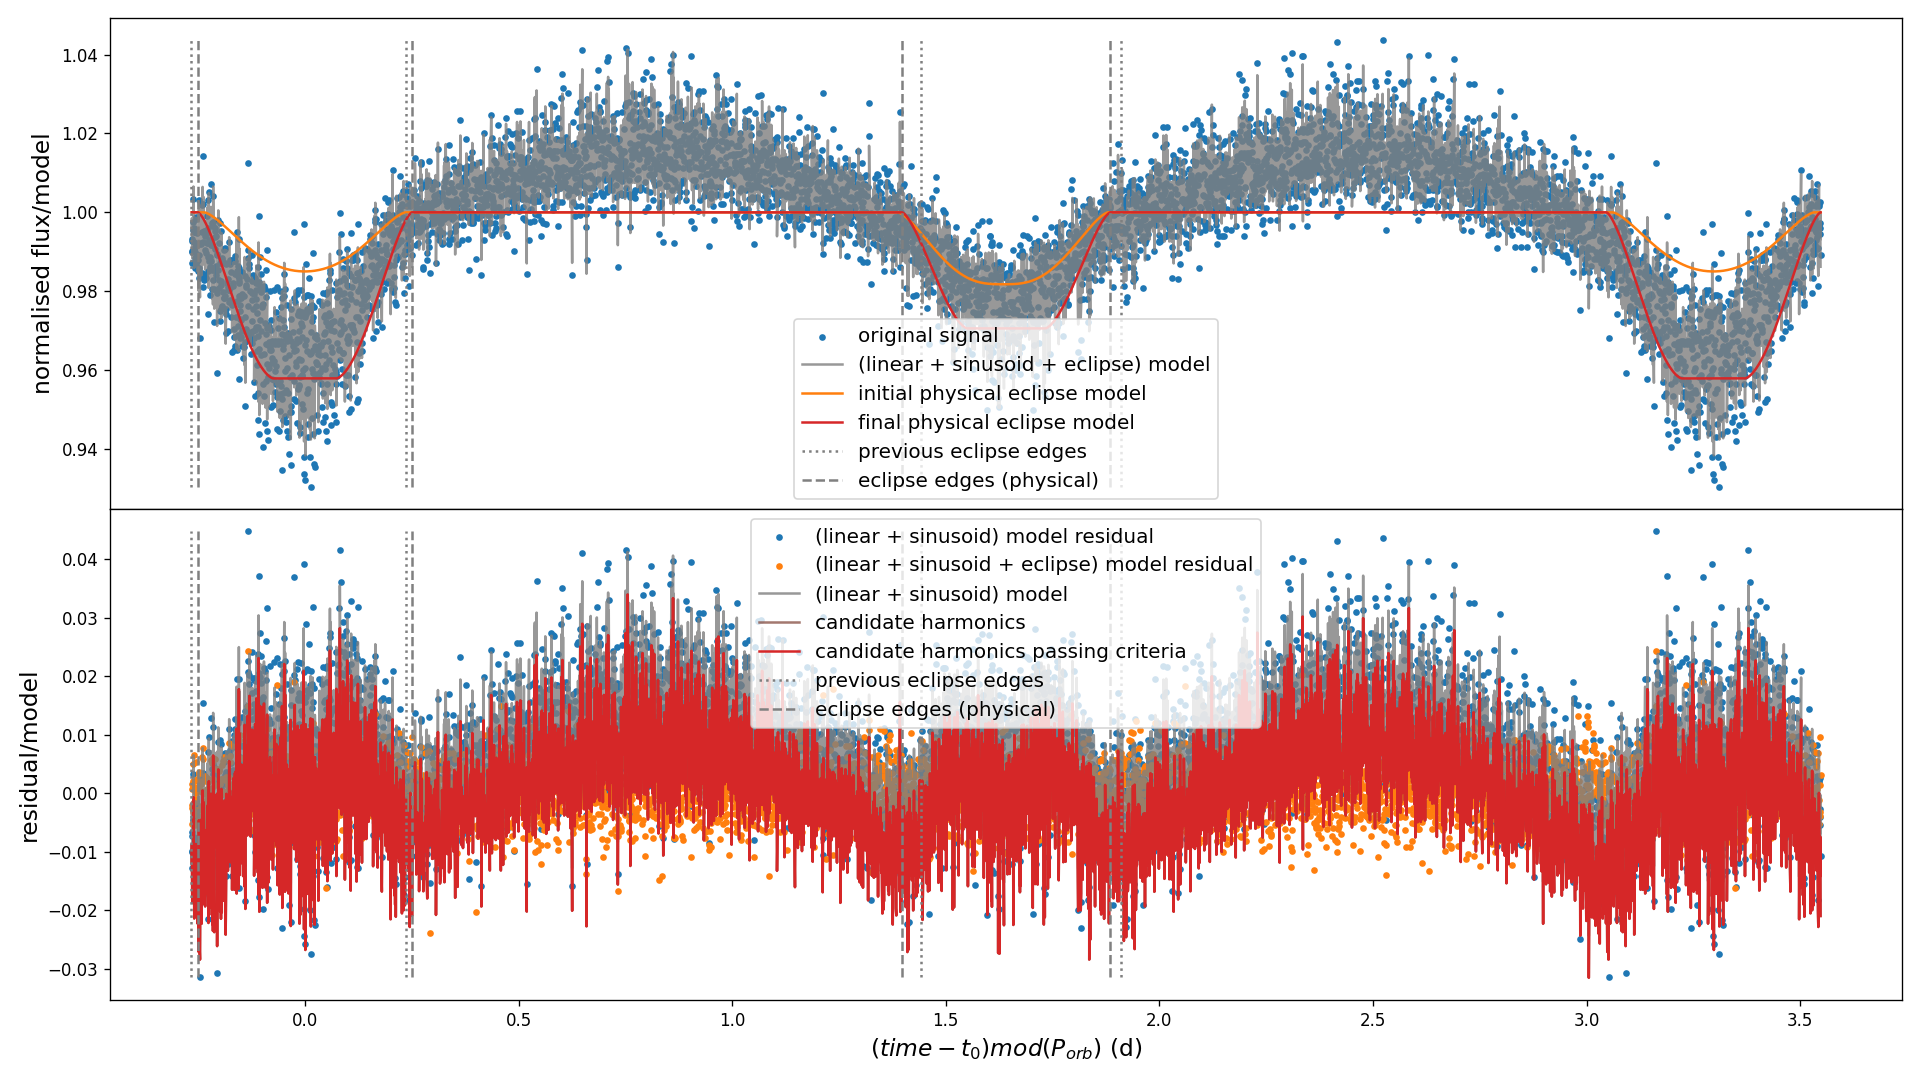 1.04
1.02
1.00
0.98
0.96
0.94
normalised flux/model
original signal
(linear + sinusoid + eclipse) model
initial physical eclipse model
final physical eclipse model
previous eclipse edges
eclipse edges (physical)
0.04
0.03
0.02
0.01
0.00
−0.01
−0.02
−0.03
residual/model
(linear + sinusoid) model residual
(linear + sinusoid + eclipse) model residual
(linear + sinusoid) model
candidate harmonics
candidate harmonics passing criteria
previous eclipse edges
eclipse edges (physical)
0.0 0.5 1.0 1.5 2.0 2.5 3.0 3.5
(time − t₀)mod(P_orb) (d)